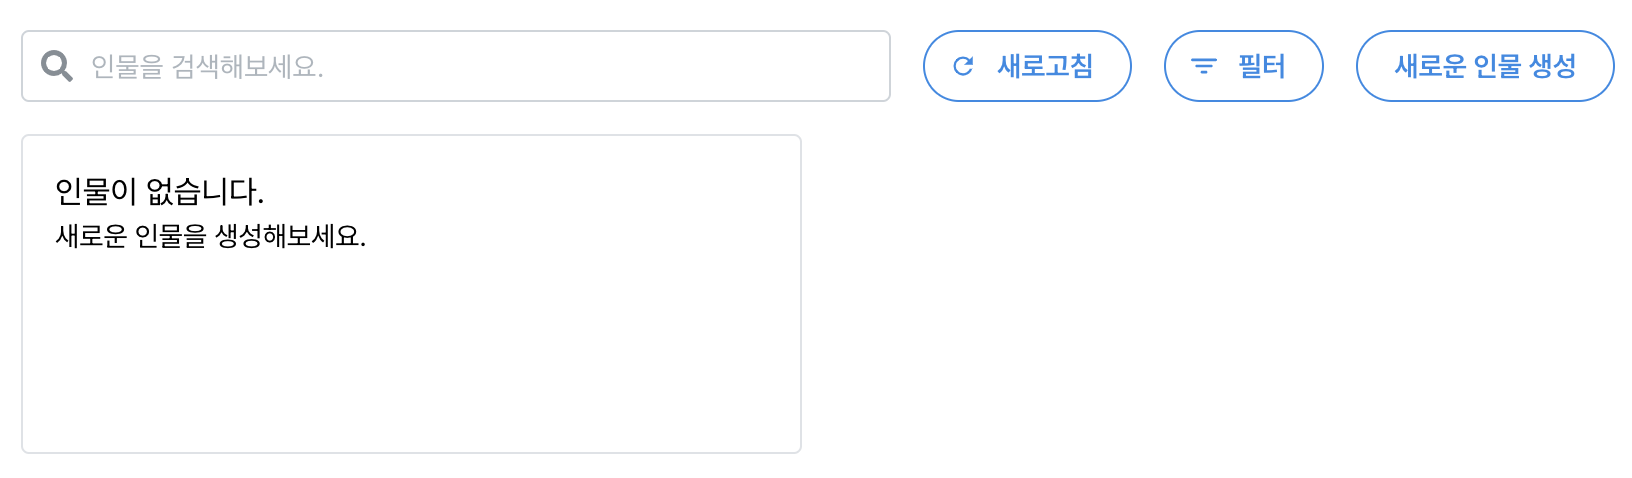 인물을 검색해보세요.
새로고침
필터
새로운 인물 생성
인물이 없습니다.
새로운 인물을 생성해보세요.